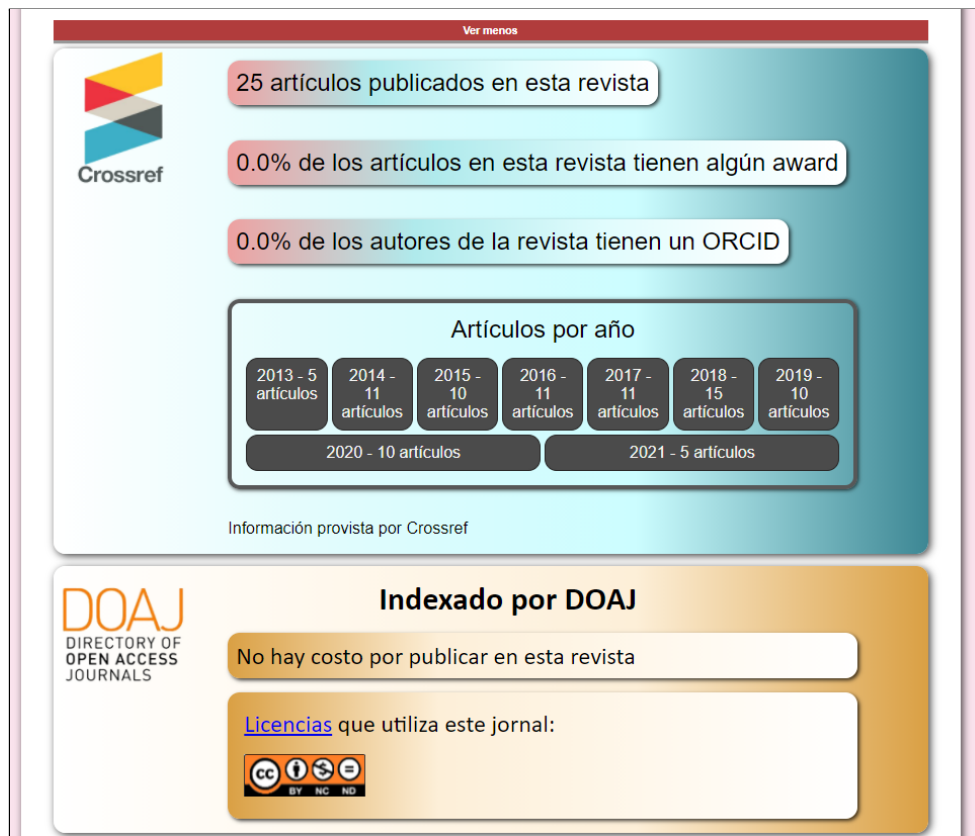 Ver menos
Crossref
25 artículos publicados en esta revista
0.0% de los artículos en esta revista tienen algún award
0.0% de los autores de la revista tienen un ORCID
Artículos por año
2013 - 5
artículos
2014 -
11
artículos
2015 -
10
artículos
2016 -
11
artículos
2017 -
11
artículos
2018 -
15
artículos
2019 -
10
artículos
2020 - 10 artículos
2021 - 5 artículos
Información provista por Crossref
DOAJ
DIRECTORY OF
OPEN ACCESS
JOURNALS
Indexado por DOAJ
No hay costo por publicar en esta revista
Licencias que utiliza este jornal:
cc
BY NC ND